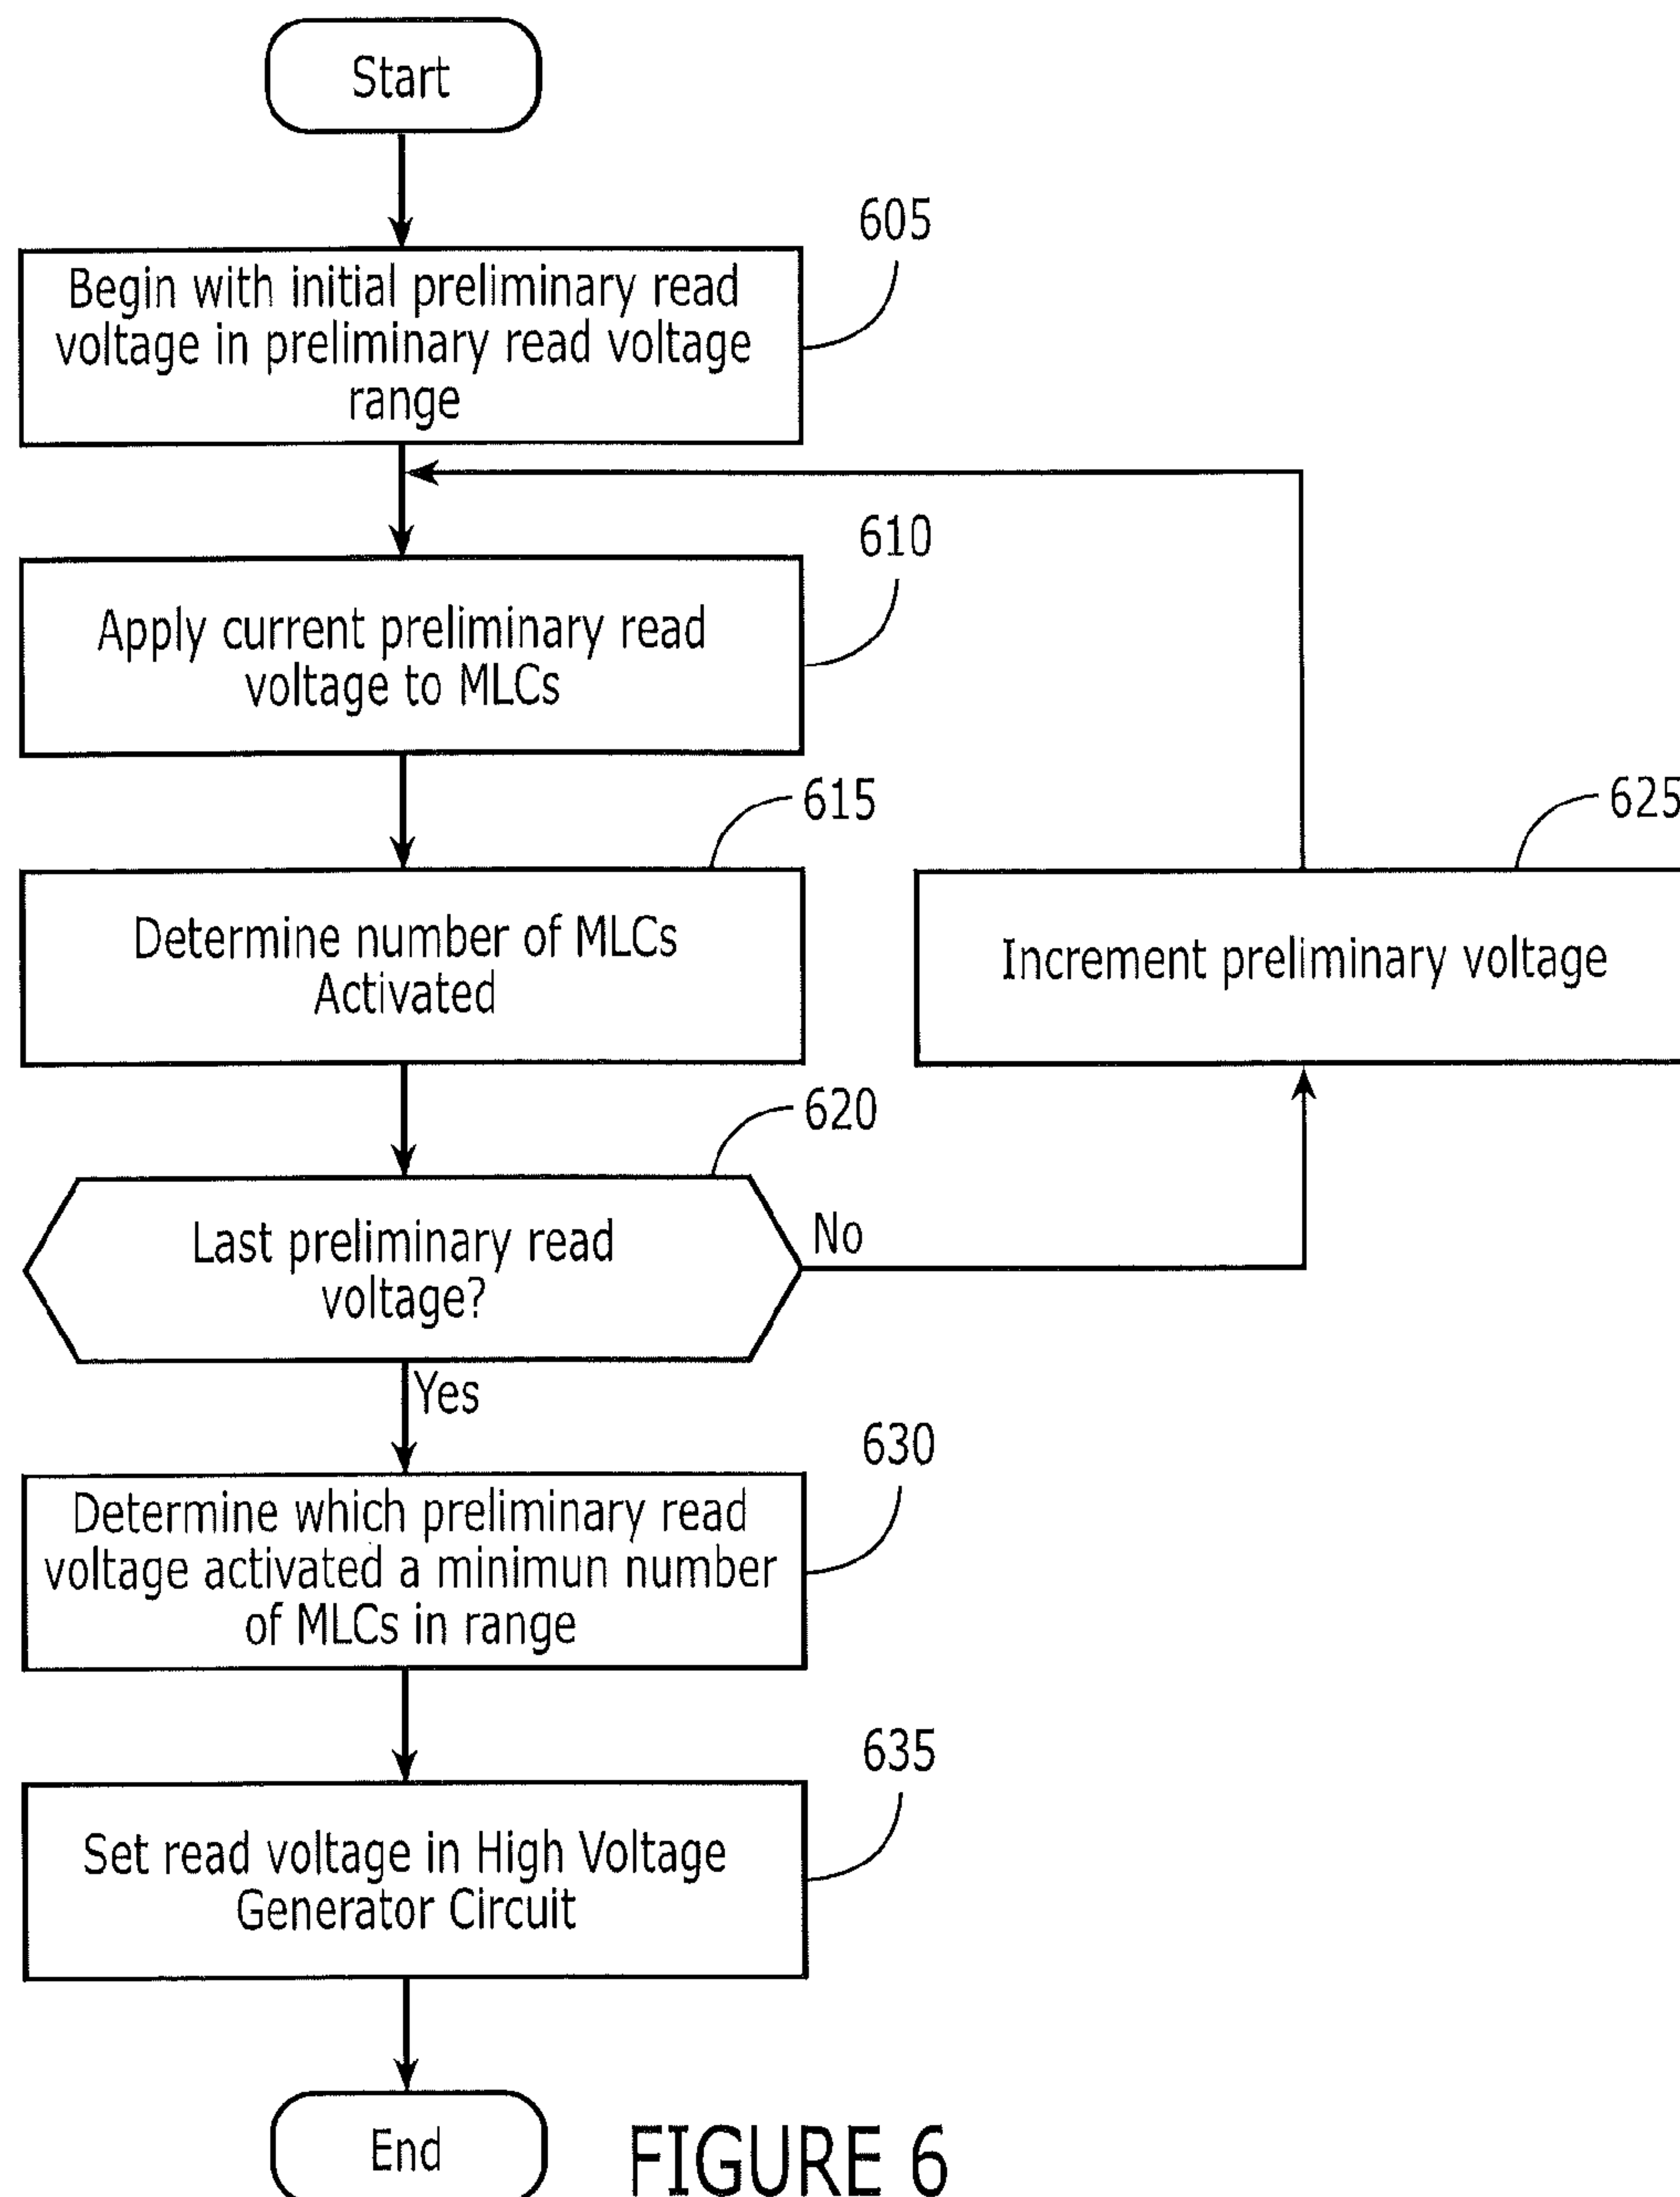 Start
605
Begin with initial preliminary read
voltage in preliminary read voltage
range
610
Apply current preliminary read
voltage to MLCs
615
Determine number of MLCs
Activated
625
Increment preliminary voltage
620
Last preliminary read
voltage?
No
Yes
630
Determine which preliminary read
voltage activated a minimun number
of MLCs in range
635
Set read voltage in High Voltage
Generator Circuit
End
FIGURE 6